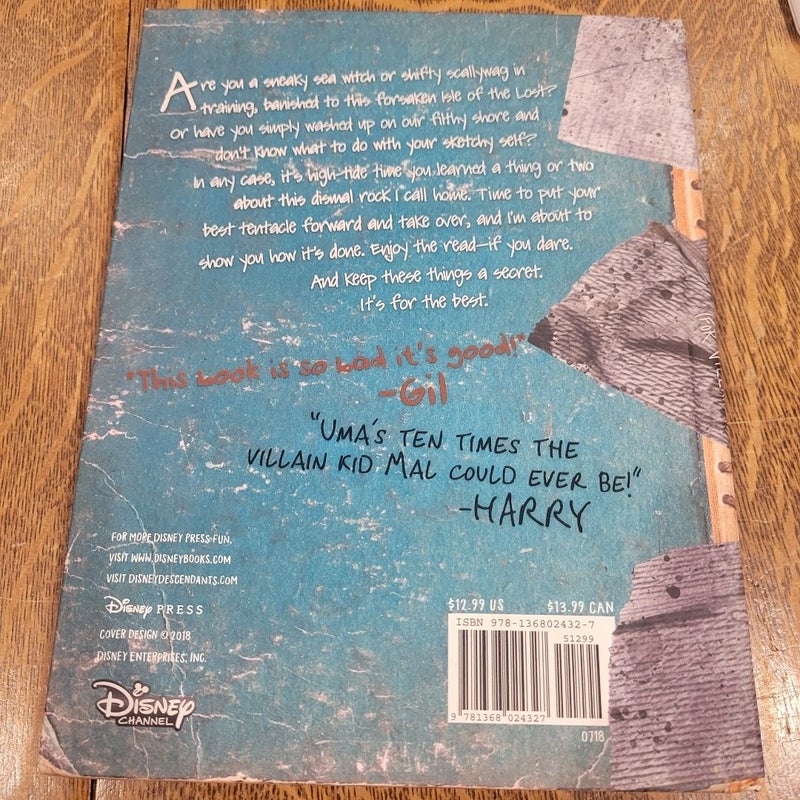 Are you a sneaky sea witch or shifty scallywag in
training, banished to this forsaken Isle of the Lost?
or have you simply washed up on our filthy shore and
don't know what to do with your sketchy self?
In any case, it's high-tide time you learned a thing or two
about this dismal rock I call home. Time to put your
best tentacle forward and take over, and I'm about to
show you how it's done. Enjoy the read—if you dare.
And keep these things a secret.
It's for the best.
"This book is so bad it's good!"
-Gil
"UMA'S TEN TIMES THE
VILLAIN KID MAL COULD EVER BE!"
-HARRY
FOR MORE DISNEY PRESS FUN,
VISIT WWW.DISNEYBOOKS.COM
VISIT DISNEYDESCENDANTS.COM
Disney PRESS
COVER DESIGN © 2018
DISNEY ENTERPRISES, INC.
Disney
CHANNEL
$12.99 US $13.99 CAN
ISBN 978-136802432-7
51299
9 781368 024327
0718